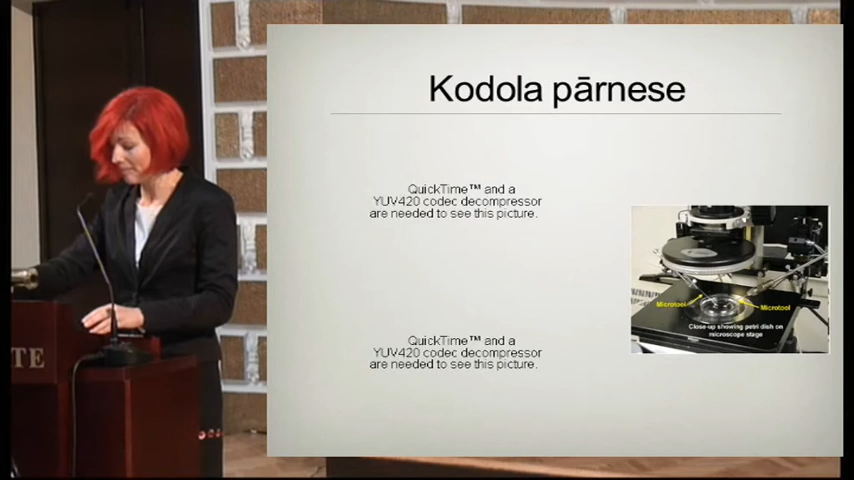 Kodola pārnese
QuickTime™ and a
YUV420 codec decompressor
are needed to see this picture.
Microtool
Microtool
Close-up showing petri dish on
microscope stage
QuickTime™ and a
YUV420 codec decompressor
are needed to see this picture.
TE